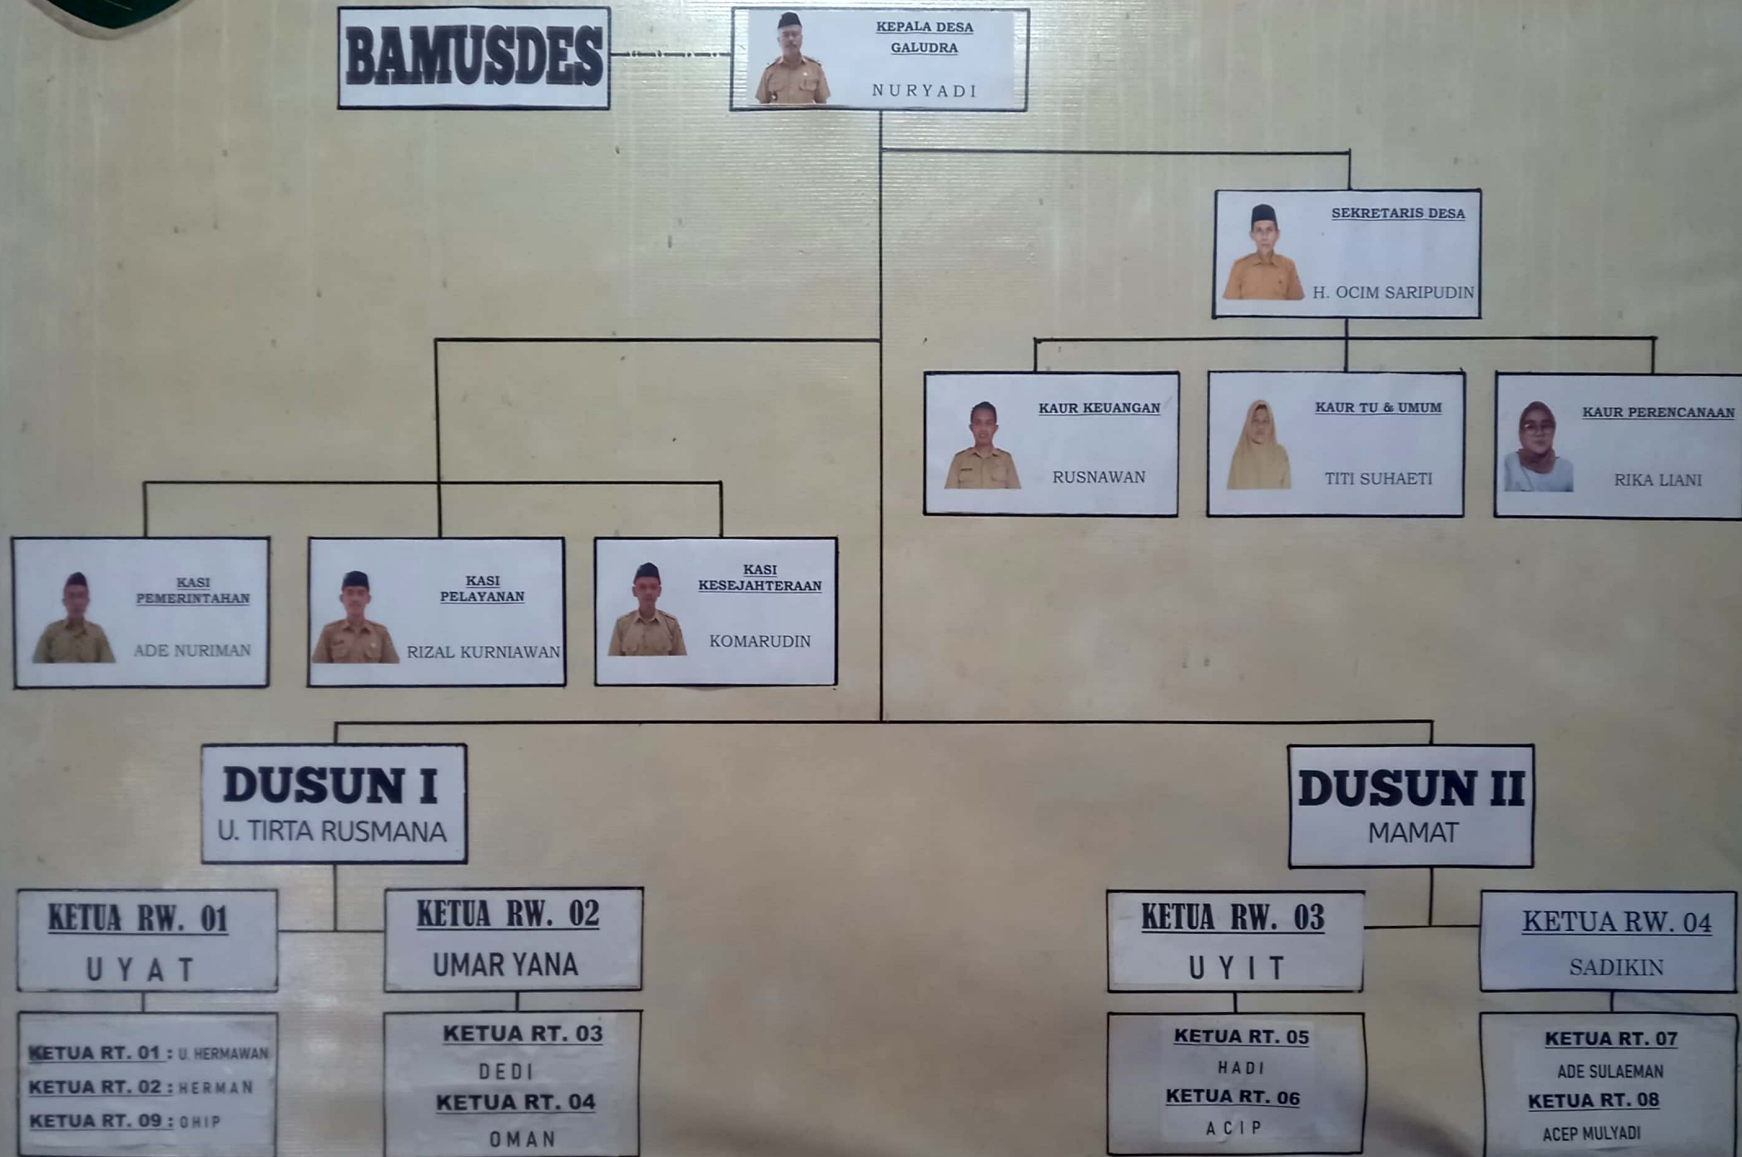 BAMUSDES
KEPALA DESA
GALUDRA
NURYADI
SEKRETARIS DESA
H. OCIM SARIPUDIN
KAUR KEUANGAN
RUSNAWAN
KAUR TU & UMUM
TITI SUHAETI
KAUR PERENCANAAN
RIKA LIANI
KASI
PEMERINTAHAN
ADE NURIMAN
KASI
PELAYANAN
RIZAL KURNIAWAN
KASI
KESEJAHTERAAN
KOMARUDIN
DUSUN I
U. TIRTA RUSMANA
DUSUN II
MAMAT
KETUA RW. 01
UYAT
KETUA RW. 02
UMAR YANA
KETUA RW. 03
UYIT
KETUA RW. 04
SADIKIN
KETUA RT. 01 : U. HERMAWAN
KETUA RT. 02 : HERMAN
KETUA RT. 09 : OHIP
KETUA RT. 03
DEDI
KETUA RT. 04
OMAN
KETUA RT. 05
HADI
KETUA RT. 06
ACIP
KETUA RT. 07
ADE SULAEMAN
KETUA RT. 08
ACEP MULYADI